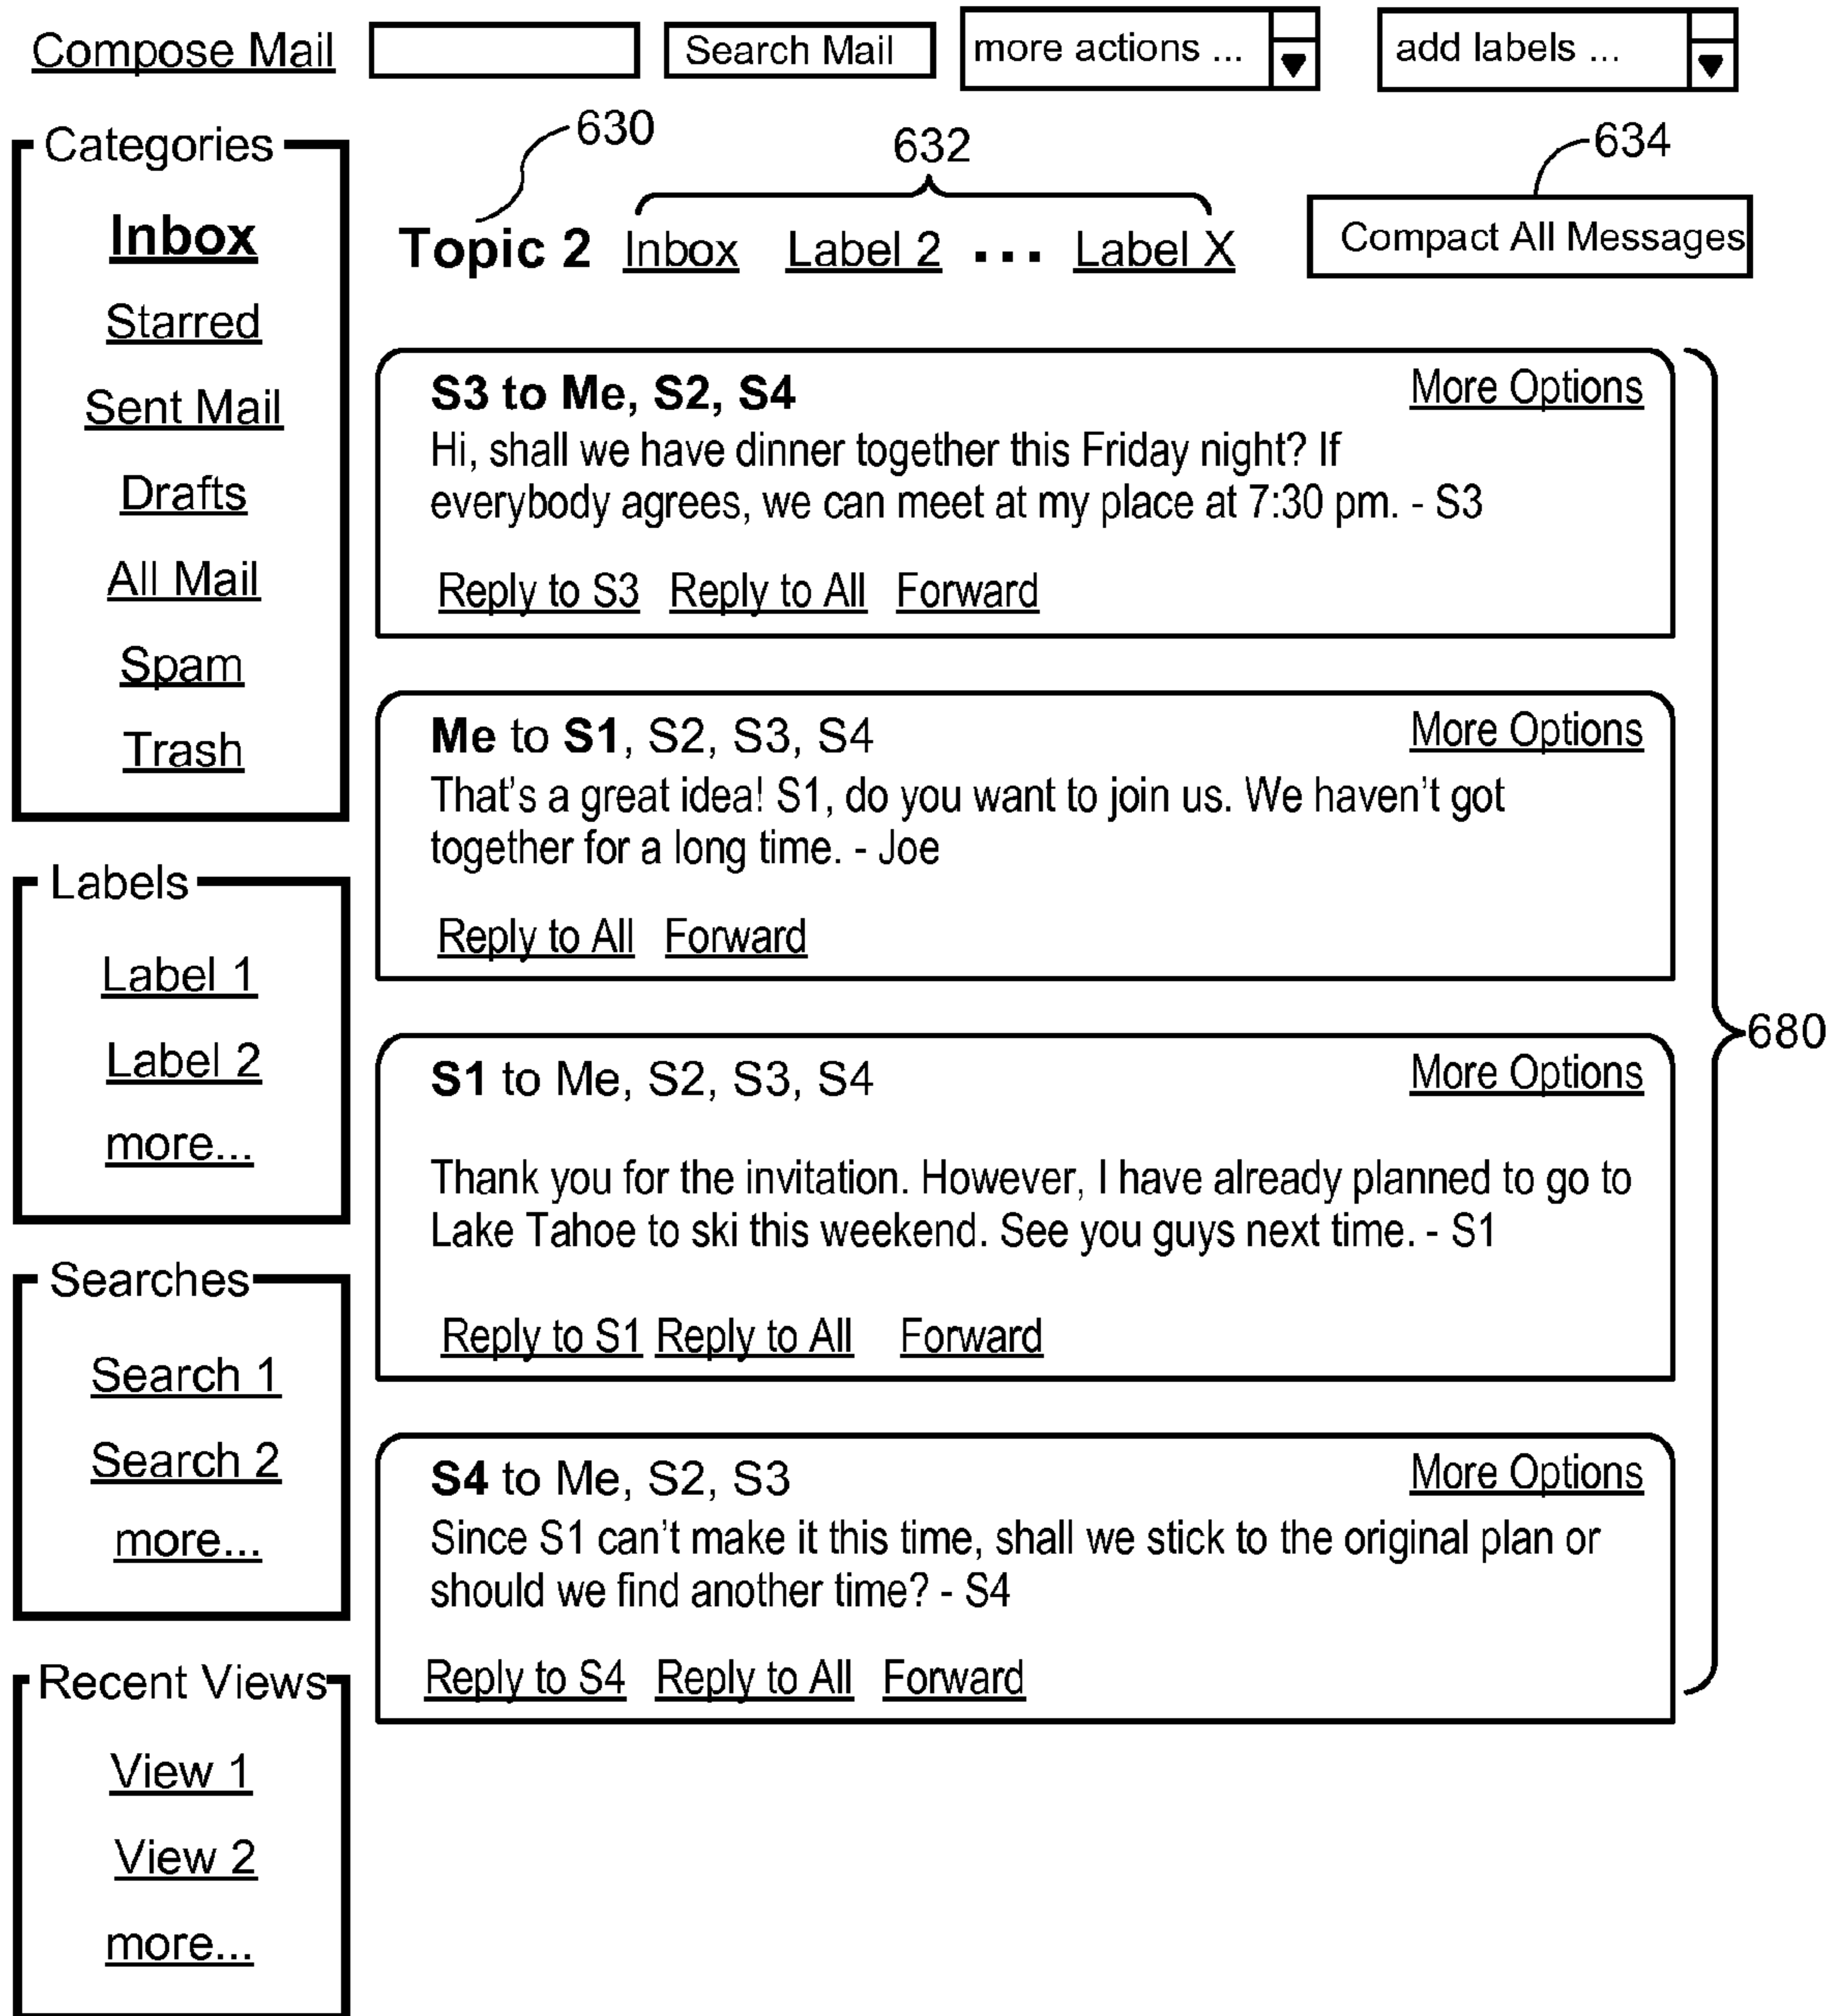 Compose Mail Search Mail more actions ... add labels ...
630 632 634
Categories
Inbox
Starred
Sent Mail
Drafts
All Mail
Spam
Trash
Labels
Label 1
Label 2
more...
Searches
Search 1
Search 2
more...
Recent Views
View 1
View 2
more...
Topic 2 Inbox Label 2 ... Label X Compact All Messages
S3 to Me, S2, S4 More Options
Hi, shall we have dinner together this Friday night? If
everybody agrees, we can meet at my place at 7:30 pm. - S3
Reply to S3 Reply to All Forward
Me to S1, S2, S3, S4 More Options
That's a great idea! S1, do you want to join us. We haven't got
together for a long time. - Joe
Reply to All Forward
680
S1 to Me, S2, S3, S4 More Options
Thank you for the invitation. However, I have already planned to go to
Lake Tahoe to ski this weekend. See you guys next time. - S1
Reply to S1 Reply to All Forward
S4 to Me, S2, S3 More Options
Since S1 can't make it this time, shall we stick to the original plan or
should we find another time? - S4
Reply to S4 Reply to All Forward